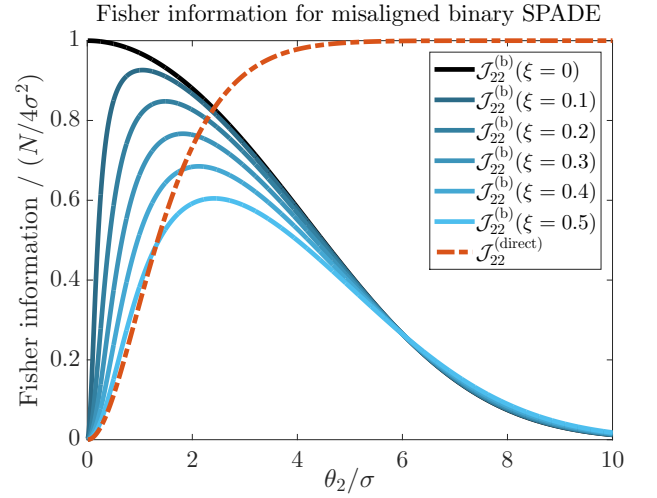 Fisher information for misaligned binary SPADE
Fisher information / (N/4σ²)
1
0.8
0.6
0.4
0.2
0
0
2
4
6
8
10
θ₂/σ
𝒥₂₂⁽ᵇ⁾(ξ = 0)
𝒥₂₂⁽ᵇ⁾(ξ = 0.1)
𝒥₂₂⁽ᵇ⁾(ξ = 0.2)
𝒥₂₂⁽ᵇ⁾(ξ = 0.3)
𝒥₂₂⁽ᵇ⁾(ξ = 0.4)
𝒥₂₂⁽ᵇ⁾(ξ = 0.5)
𝒥₂₂⁽ᵈⁱʳᵉᶜᵗ⁾